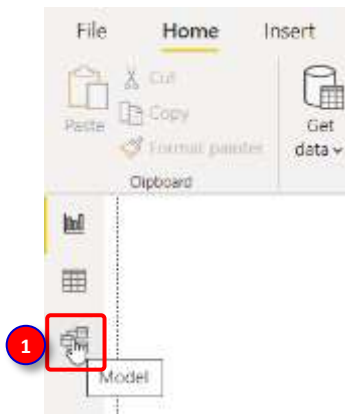 File Home Insert
Cut
Copy
Paste
Format painter
Get
data
Clipboard
1
Model